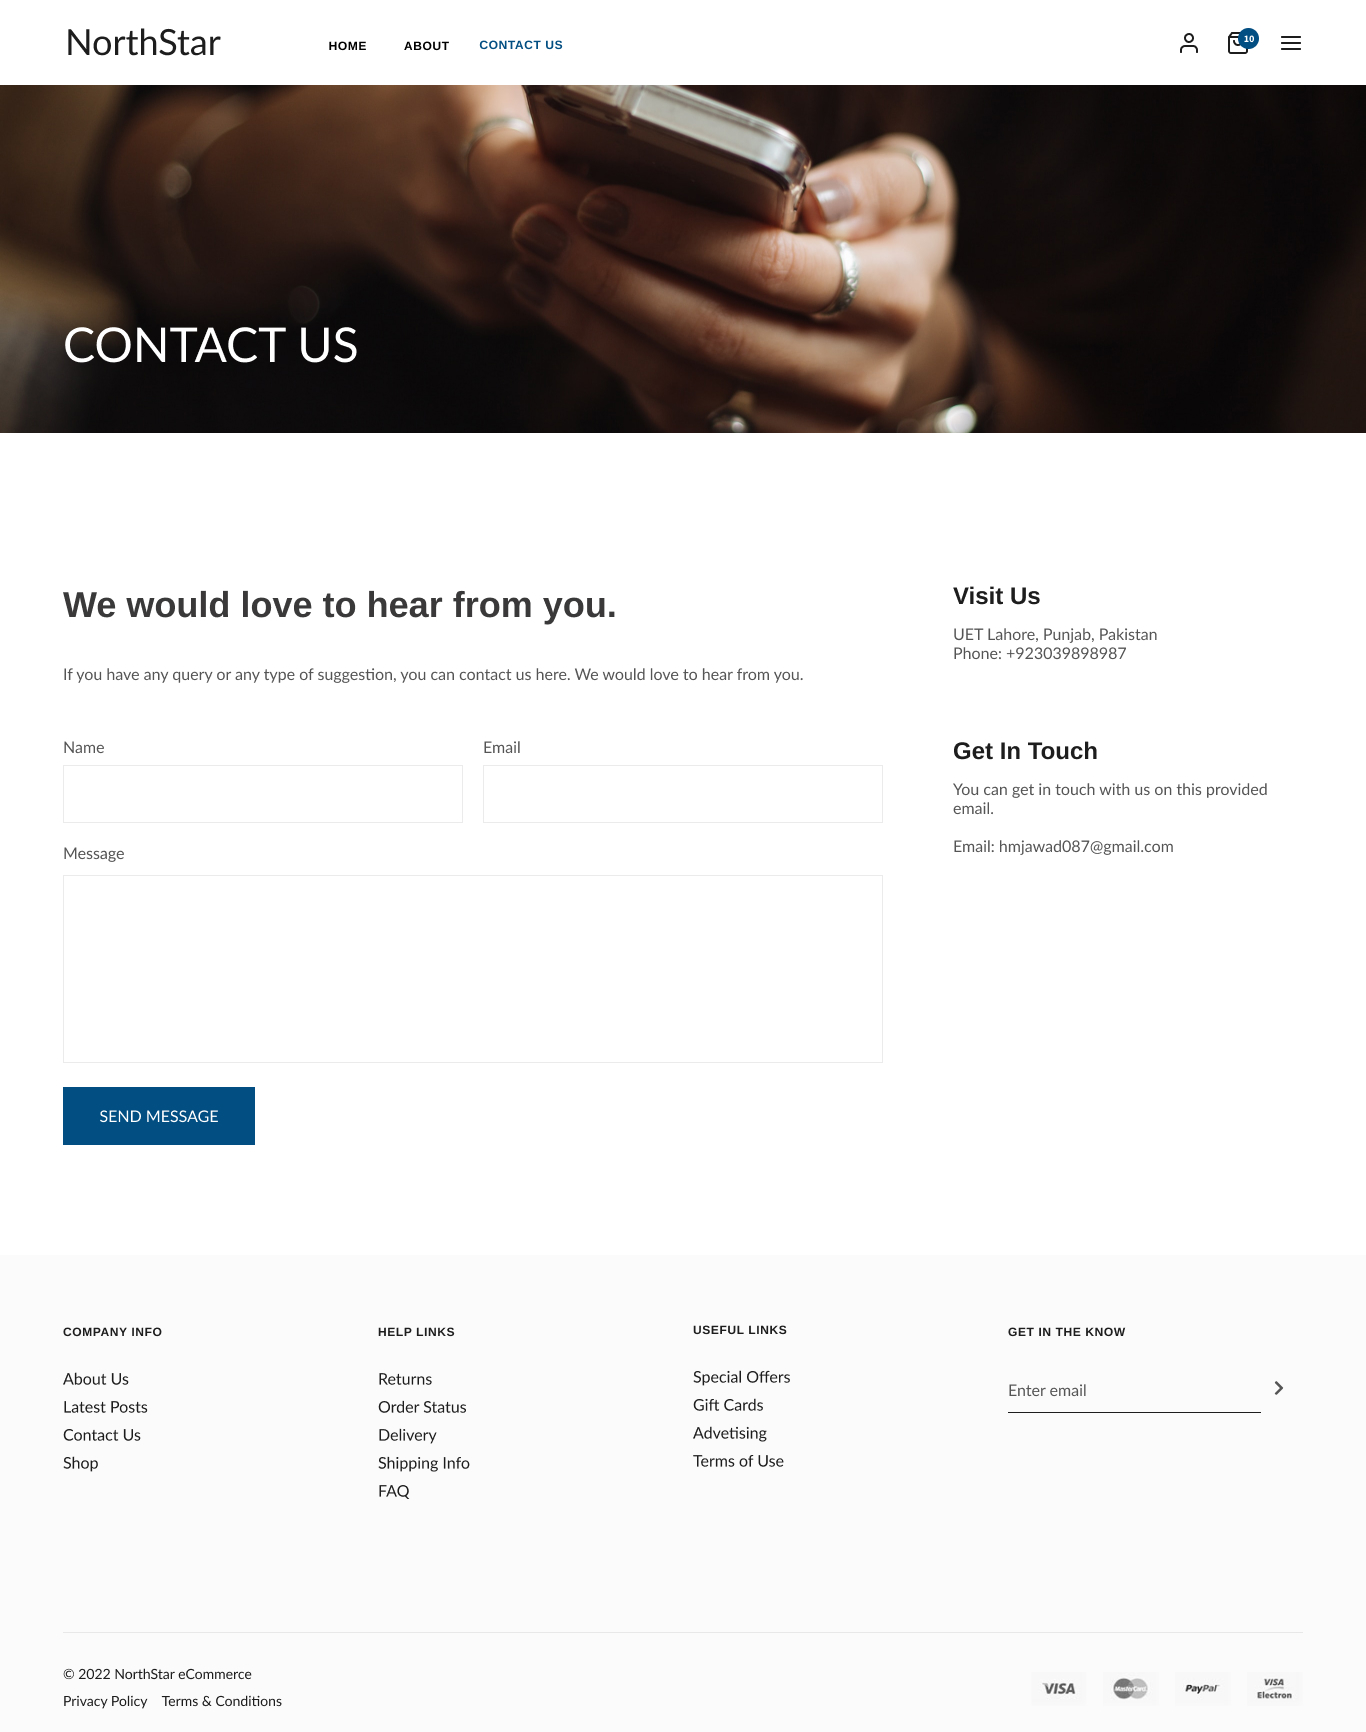 NorthStar
HOME
ABOUT
CONTACT US
10
CONTACT US
We would love to hear from you.
If you have any query or any type of suggestion, you can contact us here. We would love to hear from you.
Name
Email
Message
SEND MESSAGE
Visit Us
UET Lahore, Punjab, Pakistan
Phone: +923039898987
Get In Touch
You can get in touch with us on this provided
email.
Email: hmjawad087@gmail.com
COMPANY INFO
About Us
Latest Posts
Contact Us
Shop
HELP LINKS
Returns
Order Status
Delivery
Shipping Info
FAQ
USEFUL LINKS
Special Offers
Gift Cards
Advetising
Terms of Use
GET IN THE KNOW
Enter email
© 2022 NorthStar eCommerce
Privacy Policy
Terms & Conditions
VISA
MasterCard
PayPal
VISA
Electron